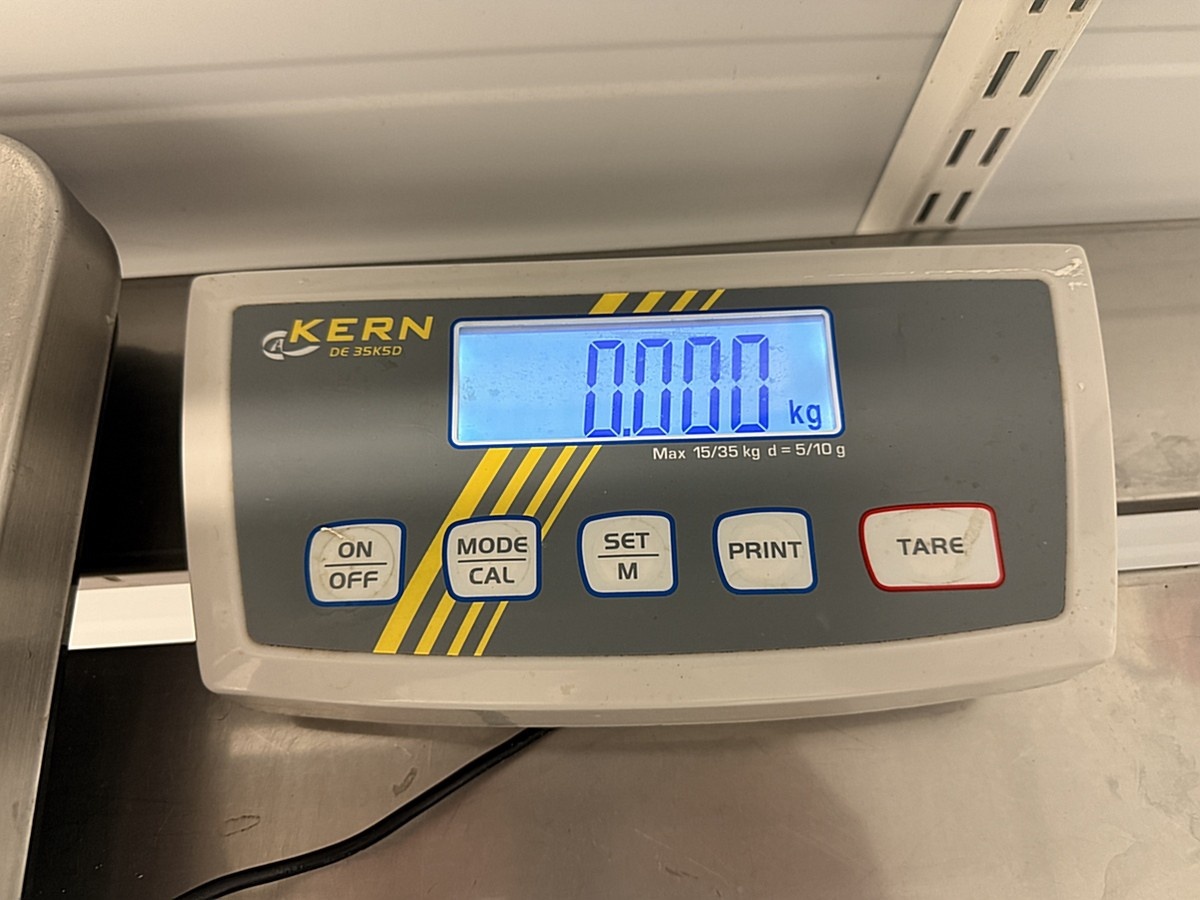 KERN
DE 35K5D
0.000 kg
Max 15/35 kg d = 5/10 g
ON
OFF
MODE
CAL
SET
M
PRINT
TARE